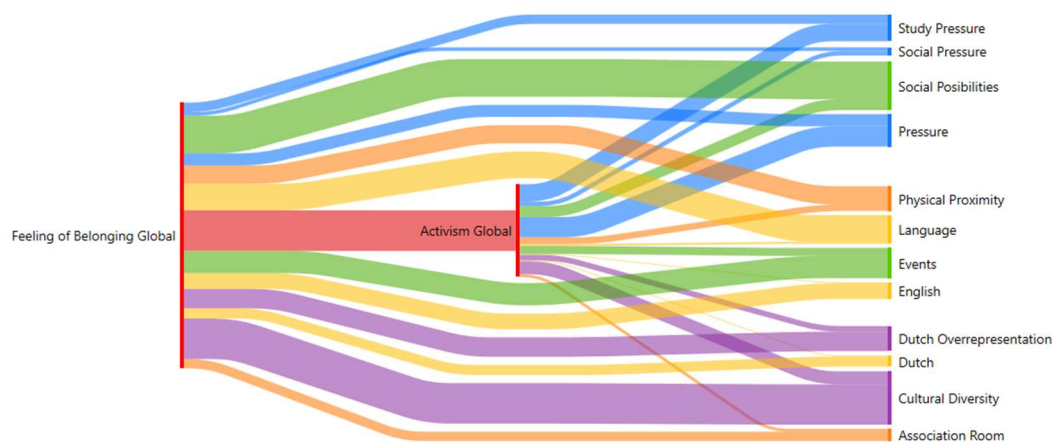 Feeling of Belonging Global
Activism Global
Study Pressure
Social Pressure
Social Posibilities
Pressure
Physical Proximity
Language
Events
English
Dutch Overrepresentation
Dutch
Cultural Diversity
Association Room